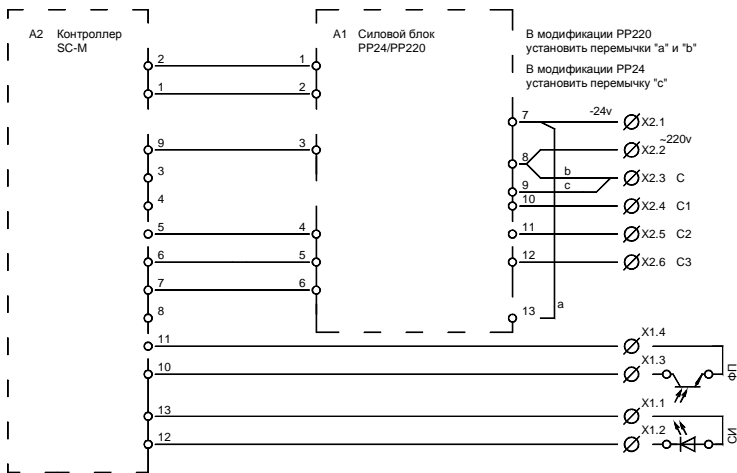 A2 Контроллер
SC-M
A1 Силовой блок
PP24/PP220
В модификации PP220
установить перемычки "a" и "b"
В модификации PP24
установить перемычку "c"
2 1
1 2
7 -24v X2.1
~220v
X2.2
9 3
8
b X2.3 C
3
9 c
4
10 X2.4 C1
5 4 11 X2.5 C2
6 5 12 X2.6 C3
7 6
8
13 a
11 X1.4
10 X1.3
ФП
13 X1.1
12 X1.2
СИ